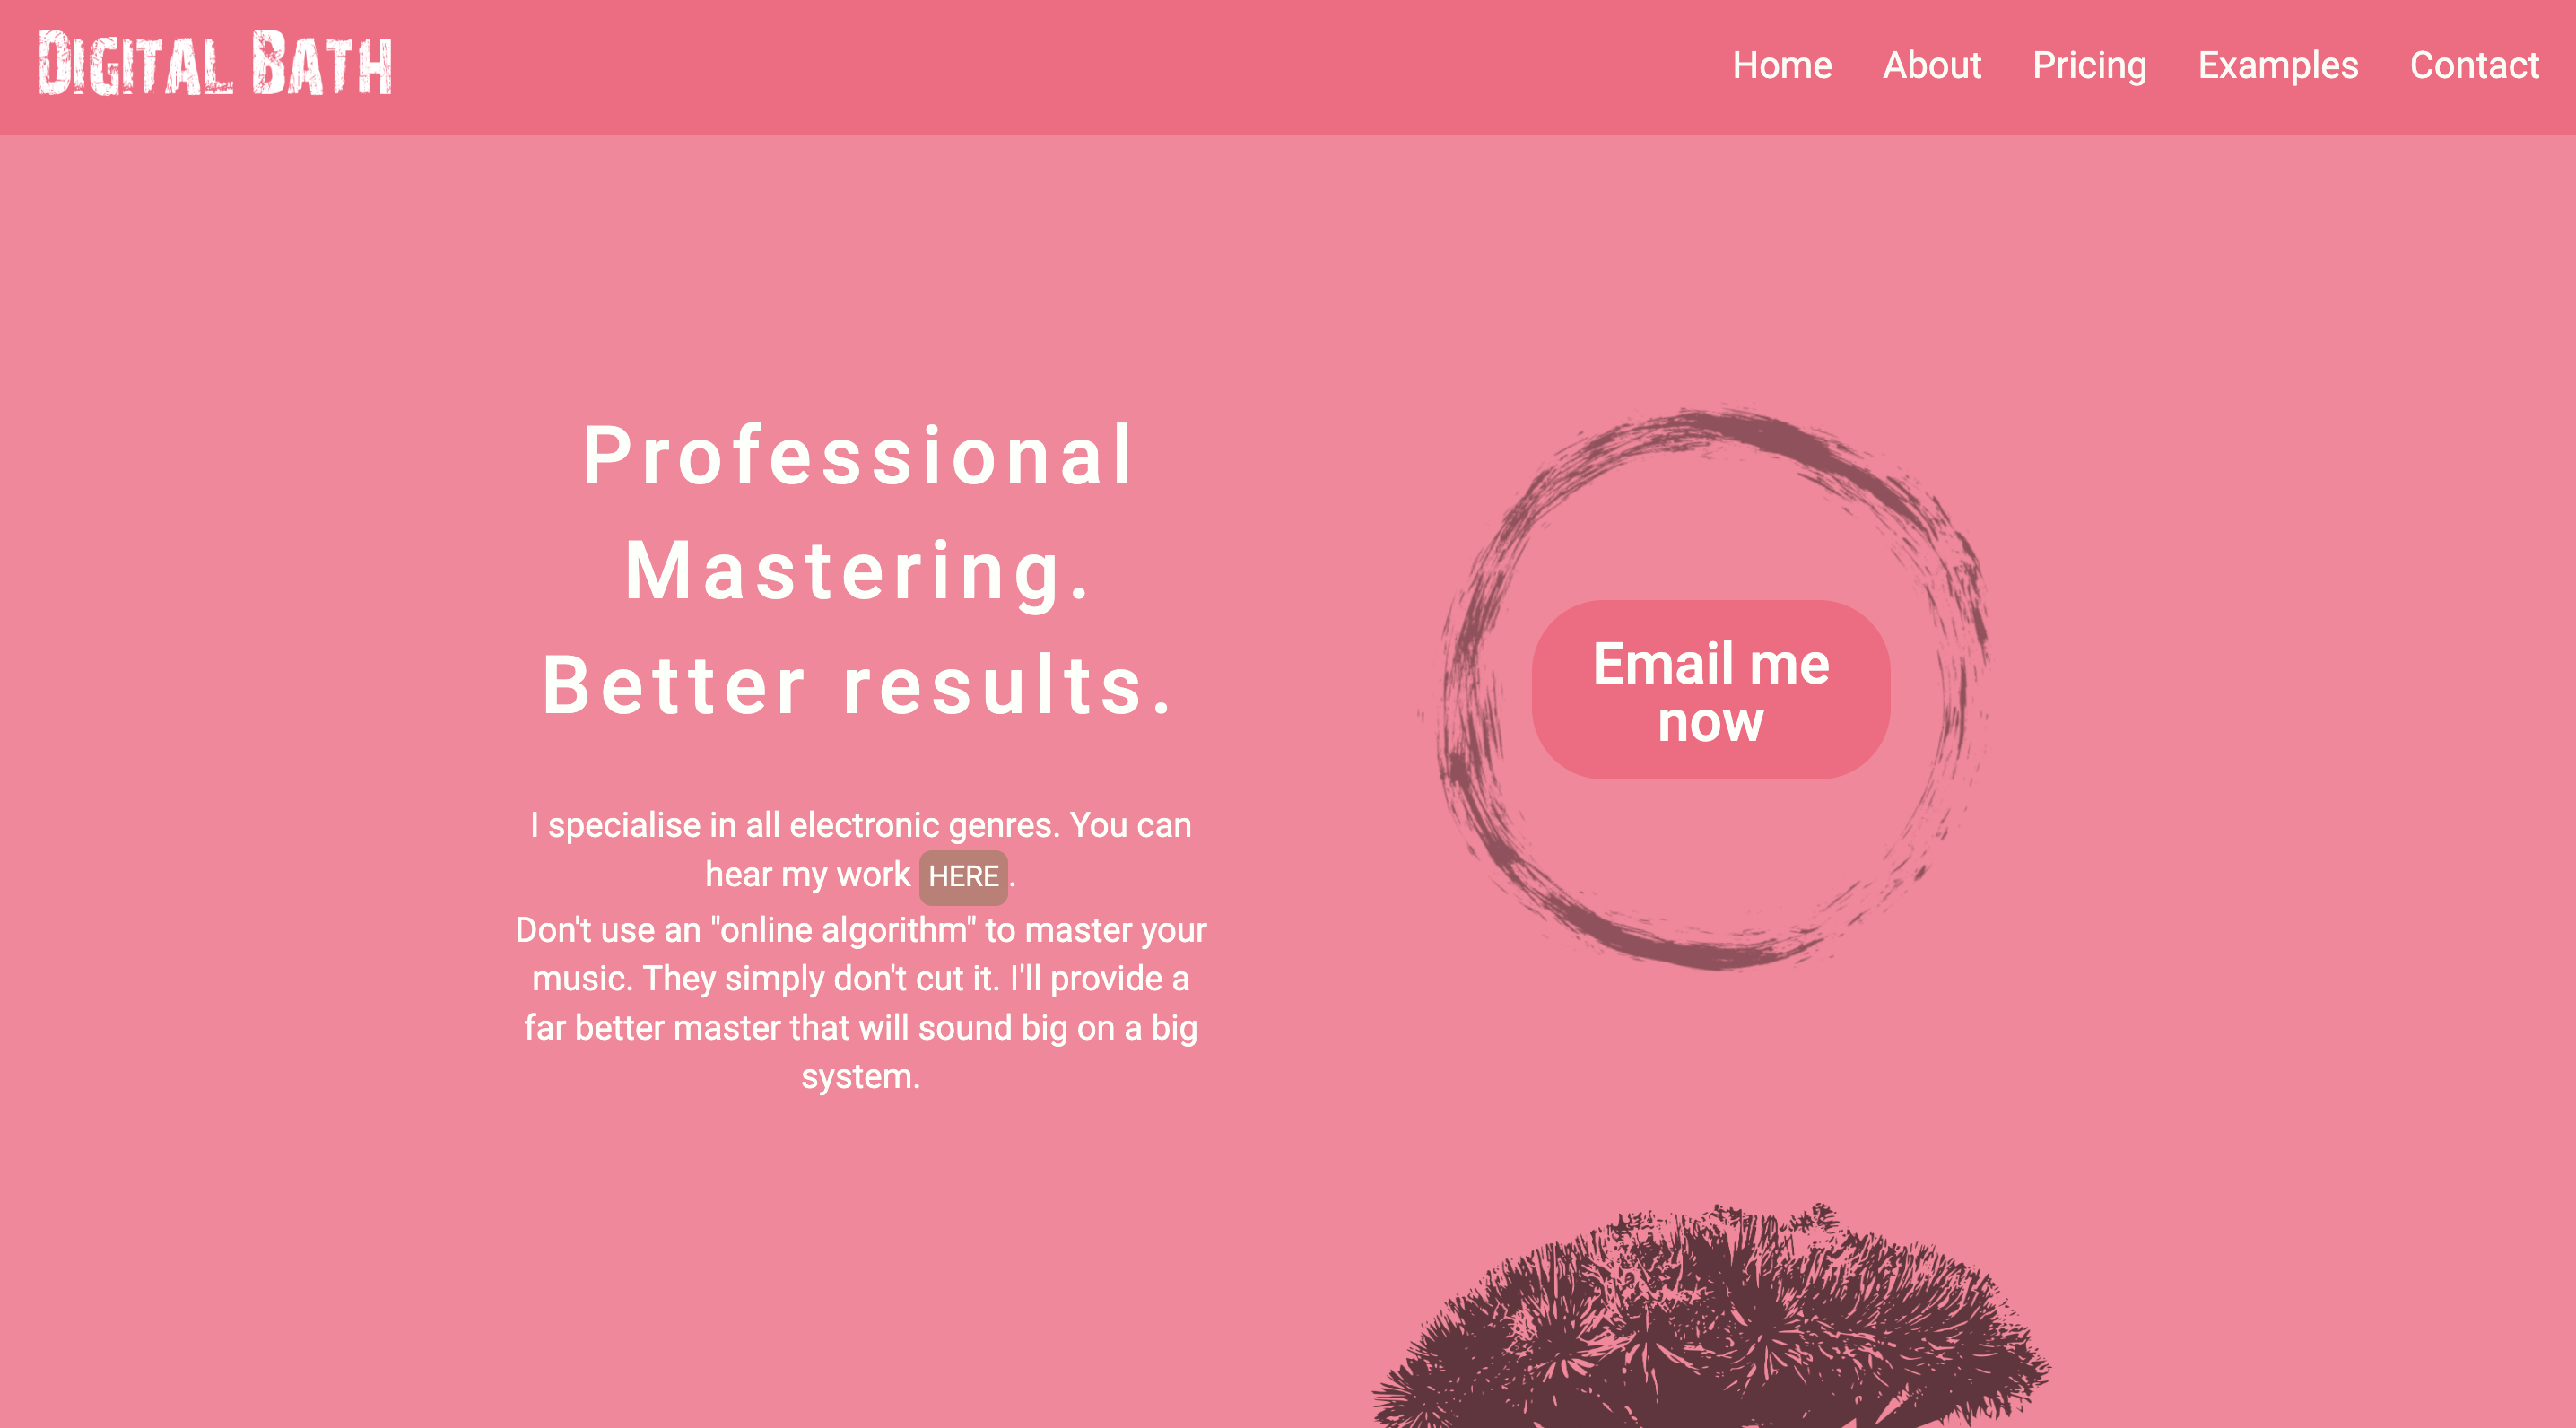 Digital Bath
Home About Pricing Examples Contact
Professional
Mastering.
Better results.
Email me
now
I specialise in all electronic genres. You can
hear my work HERE.
Don't use an "online algorithm" to master your
music. They simply don't cut it. I'll provide a
far better master that will sound big on a big
system.